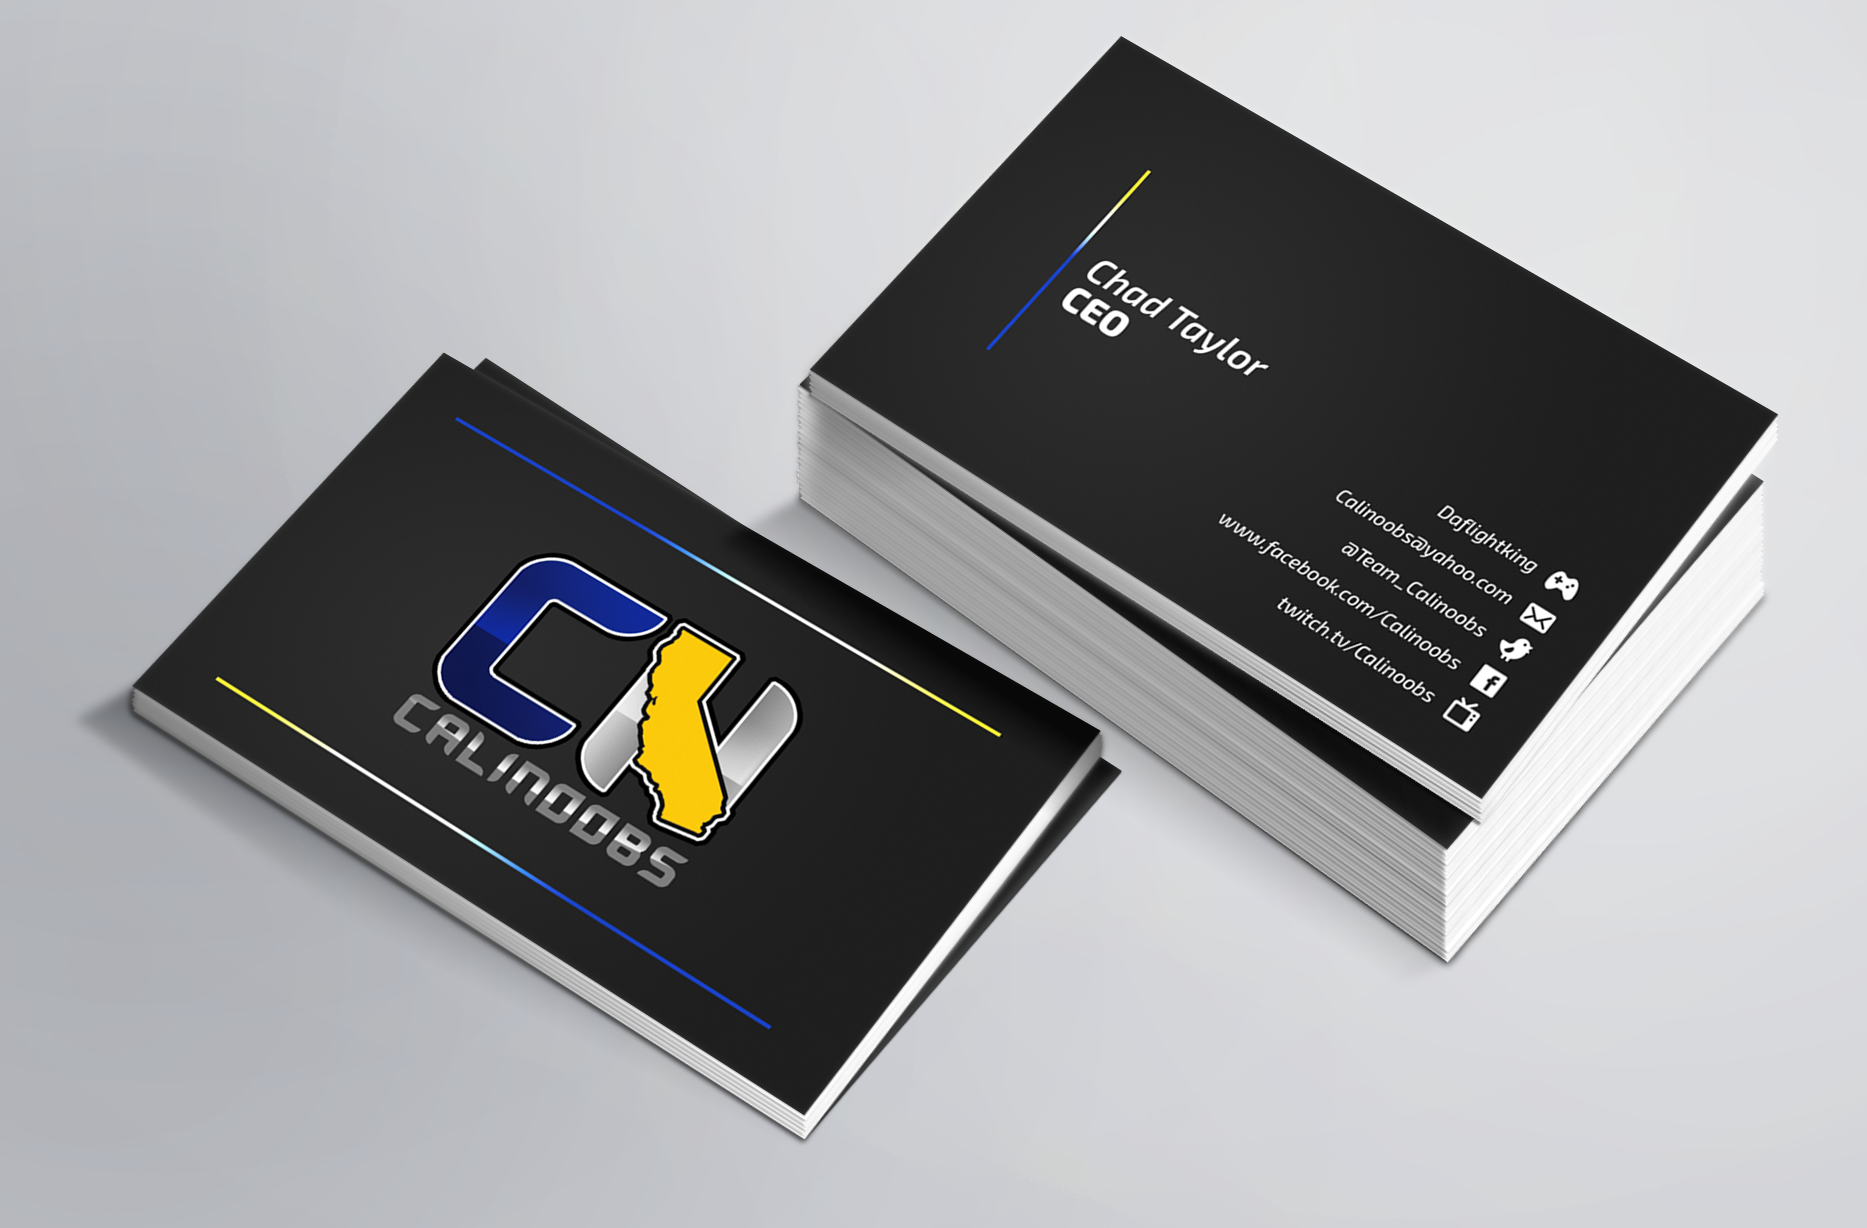 CN
CALINOOBS
Chad Taylor
CEO
Daflightking
Calinoobs@yahoo.com
@Team_Calinoobs
www.facebook.com/Calinoobs
twitch.tv/Calinoobs